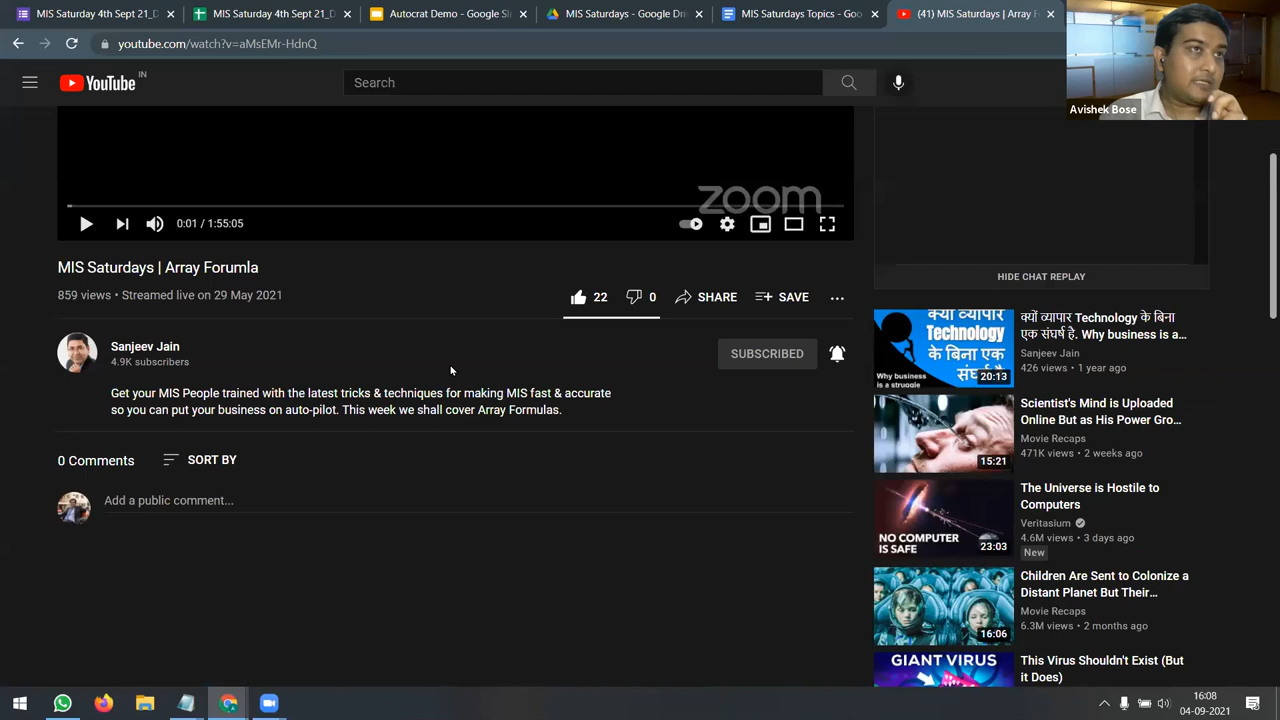 MIS Saturday 4th Sept 21_D
MIS Saturday 4th Sept 21_D
Autocrat Demo - Google Sl
MIS Saturdays - Google Dri
MIS Saturdays Topics - Goo
(41) MIS Saturdays | Array F
youtube.com/watch?v=aMsEMr-HdnQ
Avishek Bose
YouTube IN
Search
zoom
0:01 / 1:55:05
MIS Saturdays | Array Forumla
859 views • Streamed live on 29 May 2021
22
0
SHARE
SAVE
Sanjeev Jain
4.9K subscribers
SUBSCRIBED
Get your MIS People trained with the latest tricks & techniques for making MIS fast & accurate
so you can put your business on auto-pilot. This week we shall cover Array Formulas.
0 Comments
SORT BY
Add a public comment...
HIDE CHAT REPLAY
क्यों व्यापार
Technology
के बिना
एक
Why business
is a struggle
20:13
क्यों व्यापार Technology के बिना
एक संघर्ष है. Why business is a...
Sanjeev Jain
426 views • 1 year ago
15:21
Scientist's Mind is Uploaded
Online But as His Power Gro...
Movie Recaps
471K views • 2 weeks ago
NO COMPUTER
IS SAFE
23:03
The Universe is Hostile to
Computers
Veritasium
4.6M views • 3 days ago
New
16:06
Children Are Sent to Colonize a
Distant Planet But Their...
Movie Recaps
6.3M views • 2 months ago
GIANT VIRUS
This Virus Shouldn't Exist (But
it Does)
16:08
04-09-2021